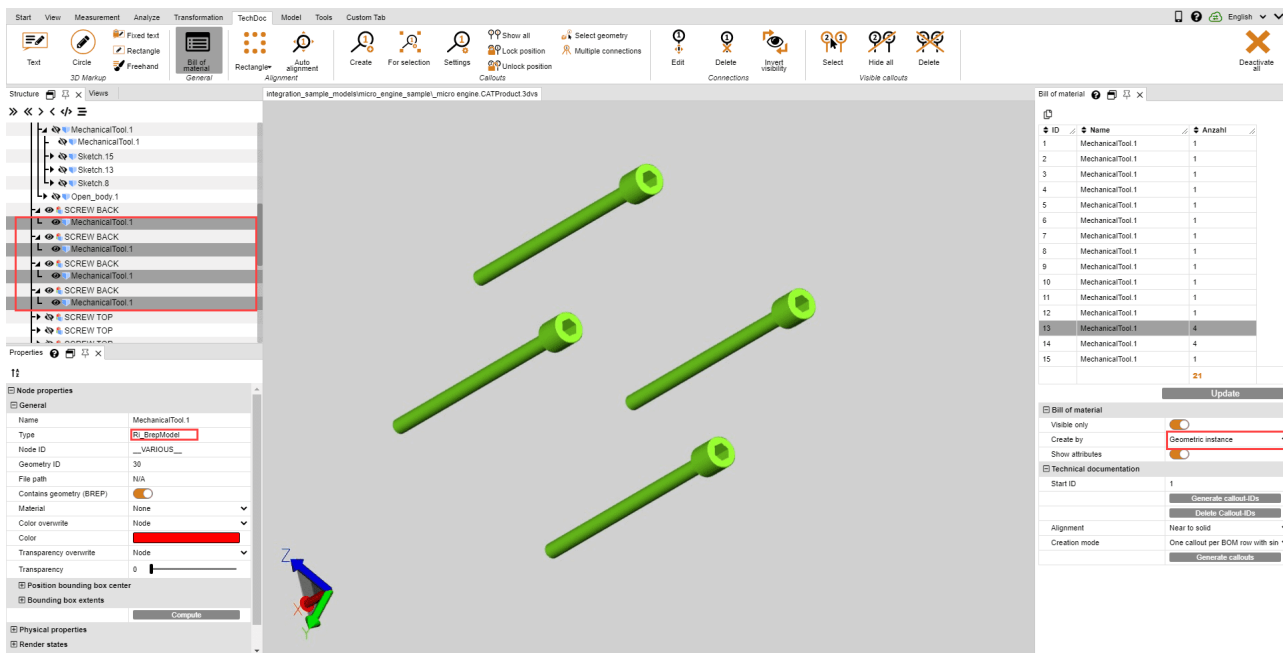 Start View Measurement Analyze Transformation TechDoc Model Tools Custom Tab English
Text
Circle
Fixed text
Rectangle
Freehand
3D Markup
Bill of material
General
Rectangle
Auto alignment
Alignment
Create
For selection
Settings
Show all
Lock position
Unlock position
Select geometry
Multiple connections
Callouts
Edit
Delete
Invert visibility
Connections
Select
Hide all
Delete
Visible callouts
Deactivate all
Structure Views
MechanicalTool.1
MechanicalTool.1
Sketch.15
Sketch.13
Sketch.8
Open_body.1
SCREW BACK
MechanicalTool.1
SCREW BACK
MechanicalTool.1
SCREW BACK
MechanicalTool.1
SCREW BACK
MechanicalTool.1
SCREW TOP
SCREW TOP
SCREW TOP
Properties
Node properties
General
Name MechanicalTool.1
Type Ri_BrepModel
Node ID __VARIOUS__
Geometry ID 30
File path N/A
Contains geometry (BREP)
Material None
Color overwrite Node
Color
Transparency overwrite Node
Transparency 0
Position bounding box center
Bounding box extents
Compute
Physical properties
Render states
integration_sample_models\micro_engine_sample\_micro engine.CATProduct.3dvs
Z
X
Y
Bill of material
ID Name Anzahl
1 MechanicalTool.1 1
2 MechanicalTool.1 1
3 MechanicalTool.1 1
4 MechanicalTool.1 1
5 MechanicalTool.1 1
6 MechanicalTool.1 1
7 MechanicalTool.1 1
8 MechanicalTool.1 1
9 MechanicalTool.1 1
10 MechanicalTool.1 1
11 MechanicalTool.1 1
12 MechanicalTool.1 1
13 MechanicalTool.1 4
14 MechanicalTool.1 4
15 MechanicalTool.1 1
21
Update
Bill of material
Visible only
Create by Geometric instance
Show attributes
Technical documentation
Start ID 1
Generate callout-IDs
Delete Callout-IDs
Alignment Near to solid
Creation mode One callout per BOM row with sin
Generate callouts